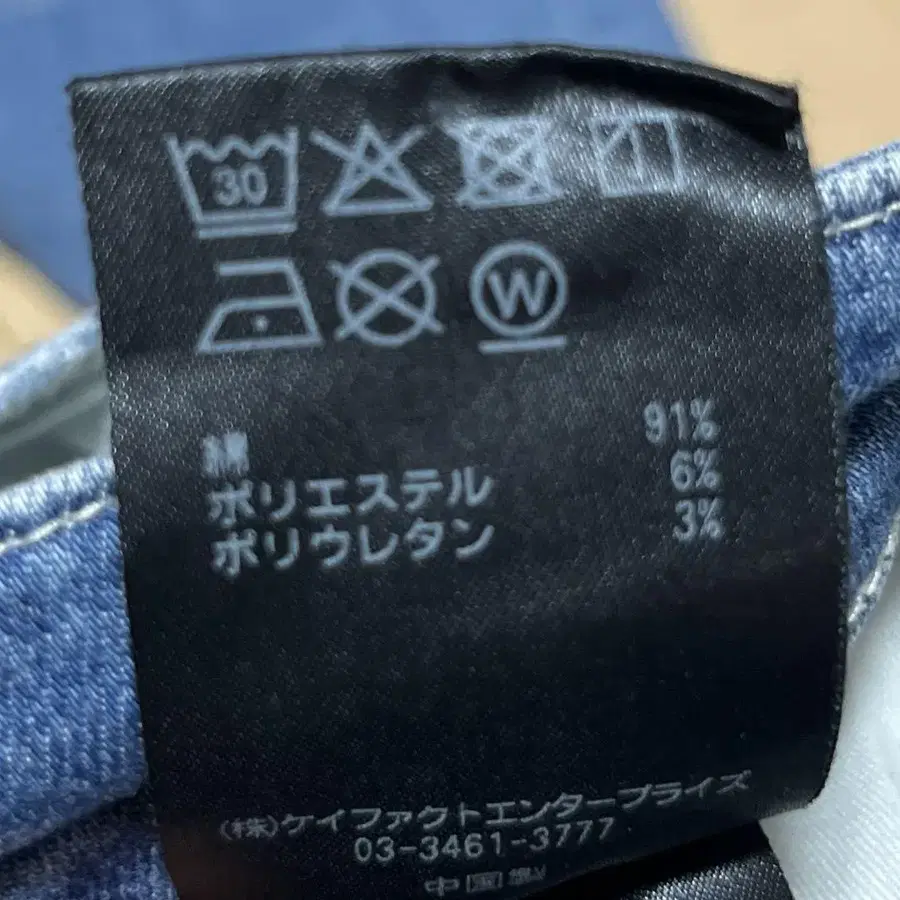 30
W
綿 91%
ポリエステル 6%
ポリウレタン 3%
(株)ケイファクトエンタープライズ
03-3461-3777
中国製